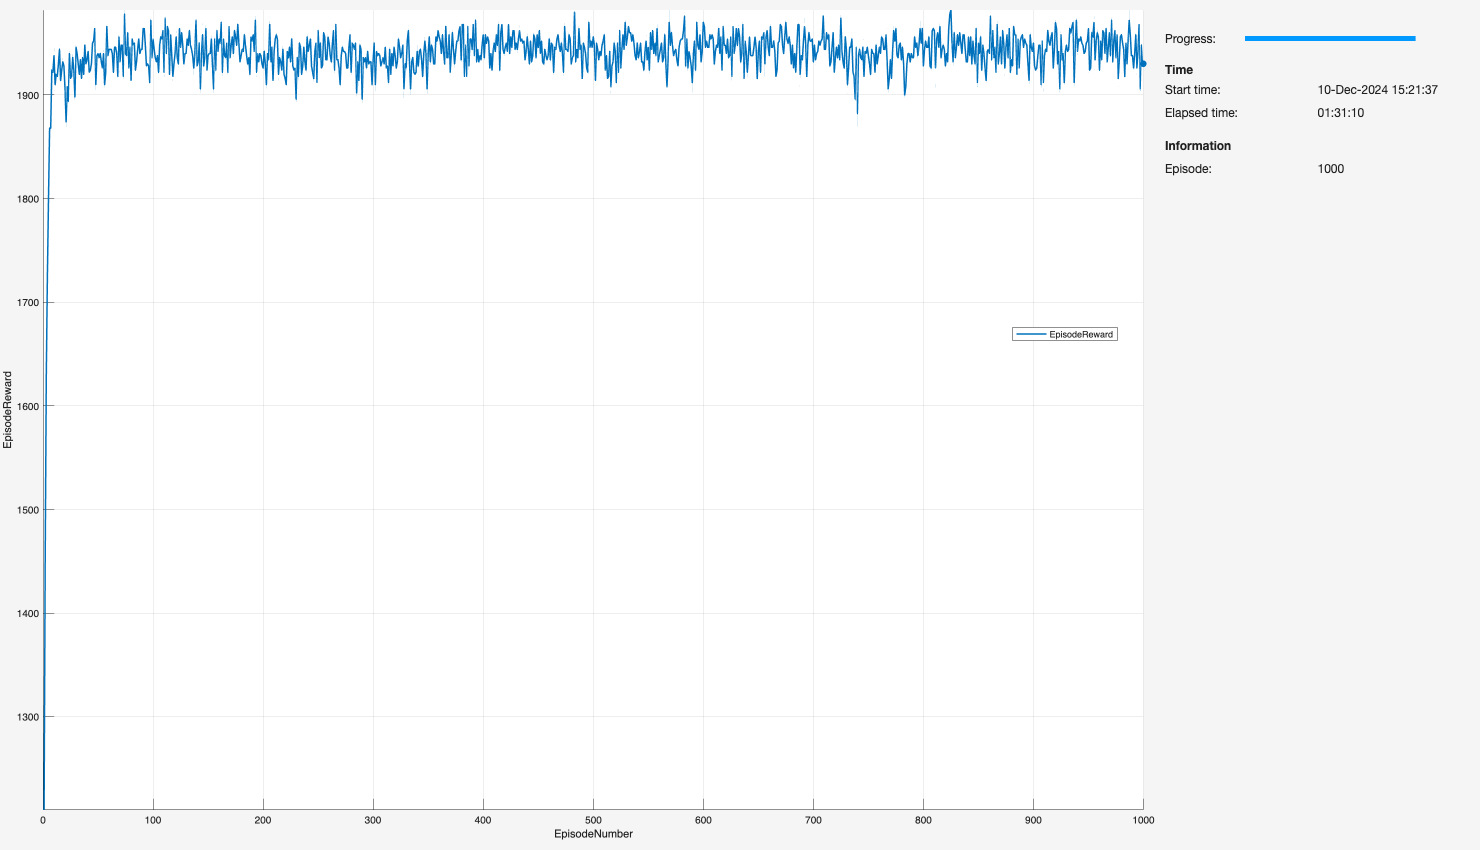 1900
1800
1700
1600
1500
1400
1300
EpisodeReward
0 100 200 300 400 500 600 700 800 900 1000
EpisodeNumber
EpisodeReward
Progress:
Time
Start time: 10-Dec-2024 15:21:37
Elapsed time: 01:31:10
Information
Episode: 1000